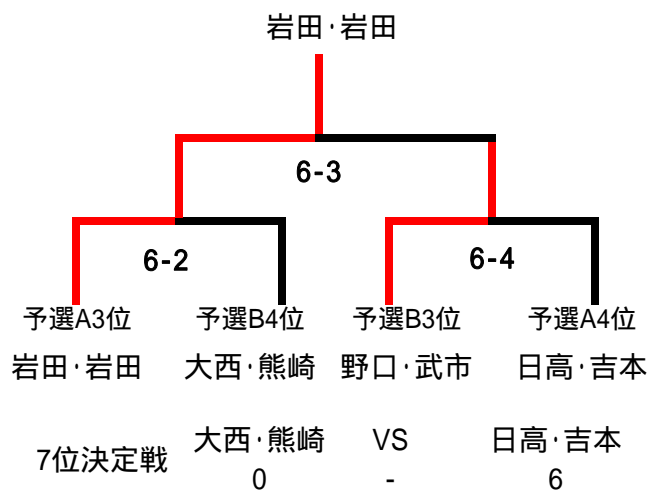 岩田・岩田
6-3
6-2 6-4
予選A3位 予選B4位 予選B3位 予選A4位
岩田・岩田 大西・熊崎 野口・武市 日高・吉本
大西・熊崎 VS 日高・吉本
7位決定戦
0 - 6